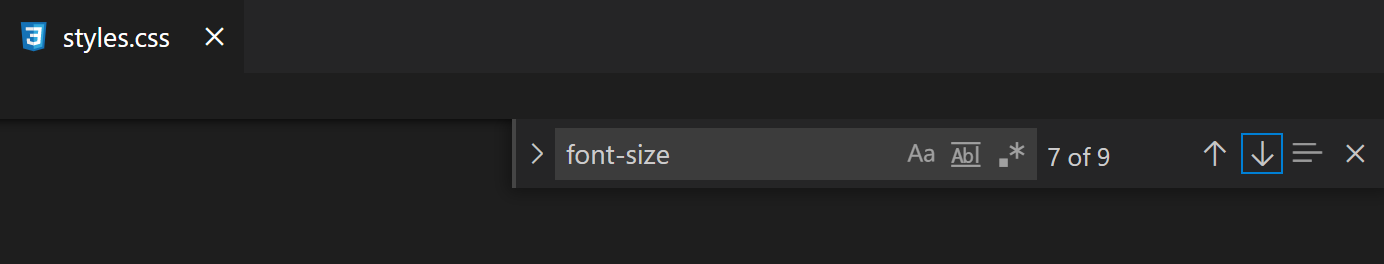 styles.css
font-size Aa Abl .* 7 of 9